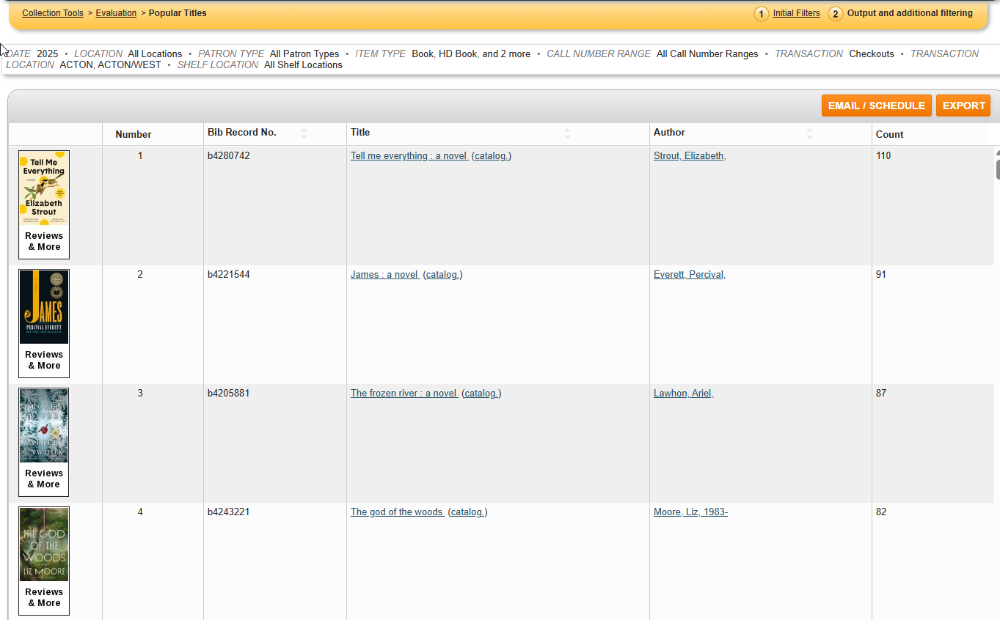 Collection Tools > Evaluation > Popular Titles
1 Initial Filters 2 Output and additional filtering
DATE 2025 • LOCATION All Locations • PATRON TYPE All Patron Types • ITEM TYPE Book, HD Book, and 2 more • CALL NUMBER RANGE All Call Number Ranges • TRANSACTION Checkouts • TRANSACTION
LOCATION ACTON, ACTON/WEST • SHELF LOCATION All Shelf Locations
EMAIL / SCHEDULE EXPORT
Number Bib Record No. Title Author Count
1 b4280742 Tell me everything : a novel (catalog.) Strout, Elizabeth, 110
Tell Me
Everything
Elizabeth
Strout
Reviews
& More
2 b4221544 James : a novel (catalog.) Everett, Percival, 91
JAMES
PERCIVAL EVERETT
Reviews
& More
3 b4205881 The frozen river : a novel (catalog.) Lawhon, Ariel, 87
FROZEN
RIVER
ARIEL
LAWHON
Reviews
& More
4 b4243221 The god of the woods (catalog.) Moore, Liz, 1983- 82
THE GOD
OF THE
WOODS
LIZ MOORE
Reviews
& More